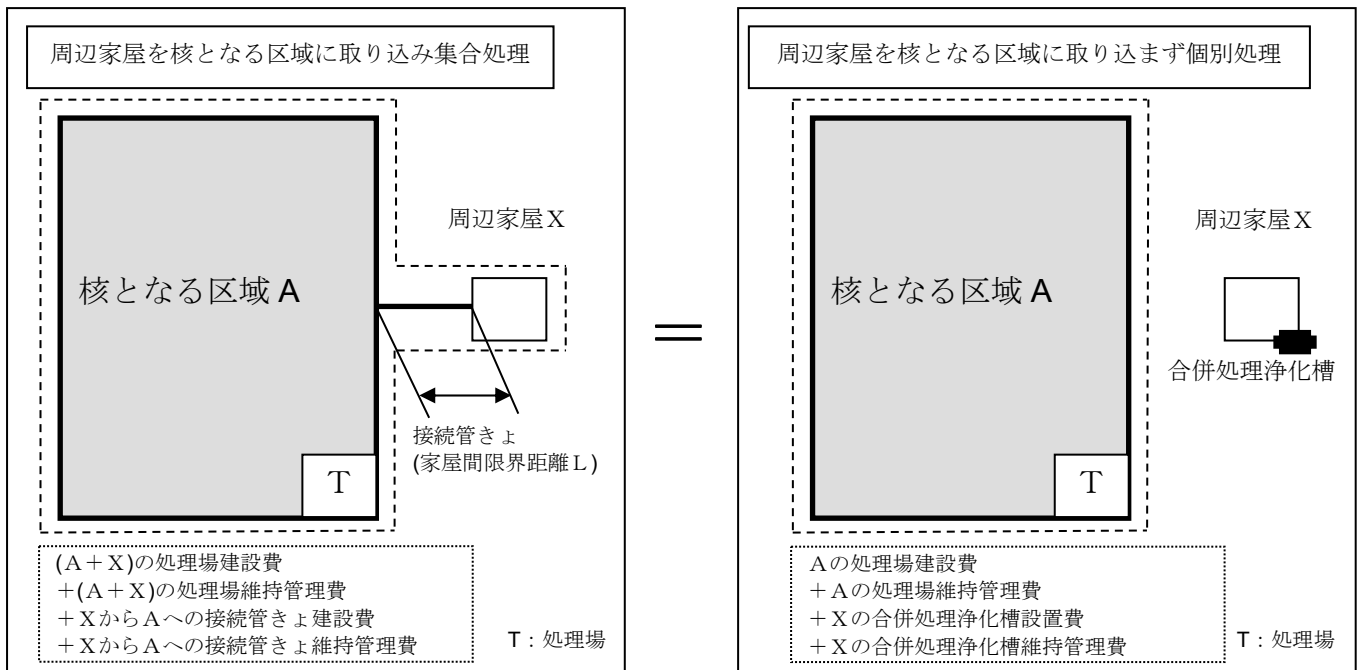 周辺家屋を核となる区域に取り込み集合処理
周辺家屋Ｘ
核となる区域 A
接続管きょ
(家屋間限界距離Ｌ)
Ｔ
(Ａ＋Ｘ)の処理場建設費
＋(Ａ＋Ｘ)の処理場維持管理費
＋ＸからＡへの接続管きょ建設費
＋ＸからＡへの接続管きょ維持管理費
T：処理場
＝
周辺家屋を核となる区域に取り込まず個別処理
周辺家屋Ｘ
核となる区域 A
合併処理浄化槽
Ｔ
Ａの処理場建設費
＋Ａの処理場維持管理費
＋Ｘの合併処理浄化槽設置費
＋Ｘの合併処理浄化槽維持管理費
T：処理場